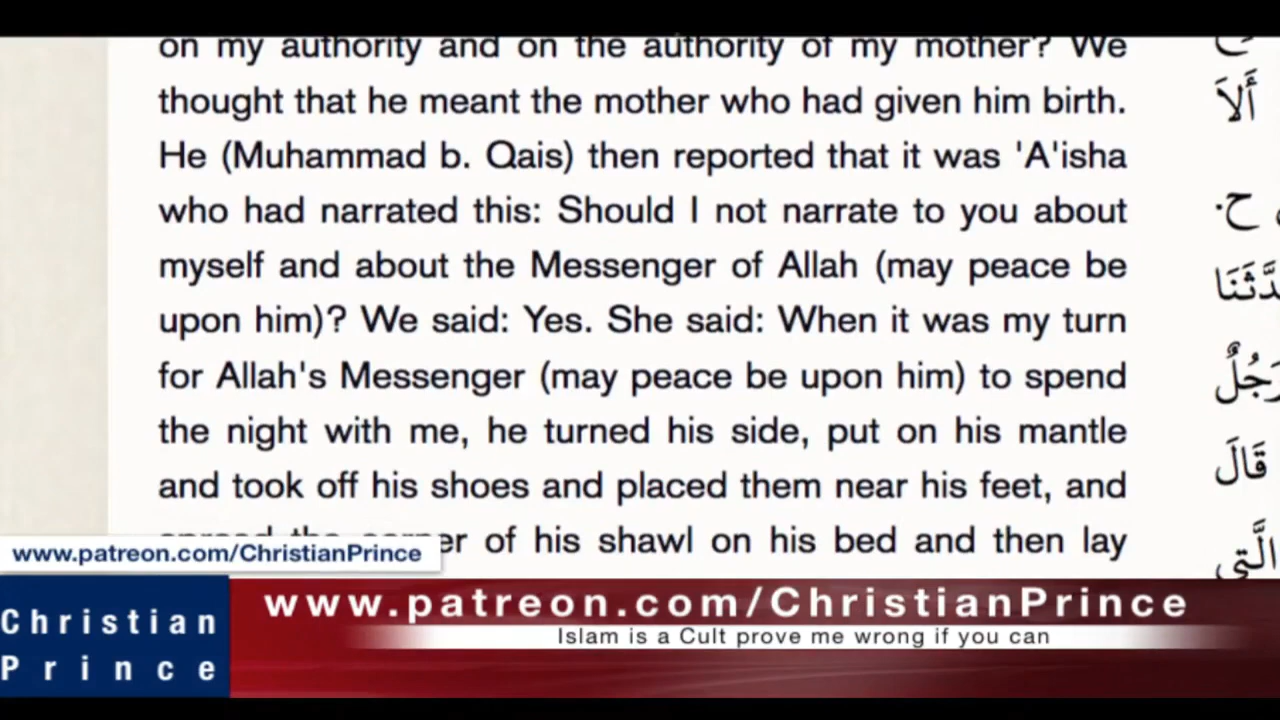 on my authority and on the authority of my mother? We
thought that he meant the mother who had given him birth.
He (Muhammad b. Qais) then reported that it was 'A'isha
who had narrated this: Should I not narrate to you about
myself and about the Messenger of Allah (may peace be
upon him)? We said: Yes. She said: When it was my turn
for Allah's Messenger (may peace be upon him) to spend
the night with me, he turned his side, put on his mantle
and took off his shoes and placed them near his feet, and
spread the corner of his shawl on his bed and then lay
أَلاَ
ح
قَالَ
الَّتِي
www.patreon.com/ChristianPrince
Christian
Prince
www.patreon.com/ChristianPrince
Islam is a Cult prove me wrong if you can